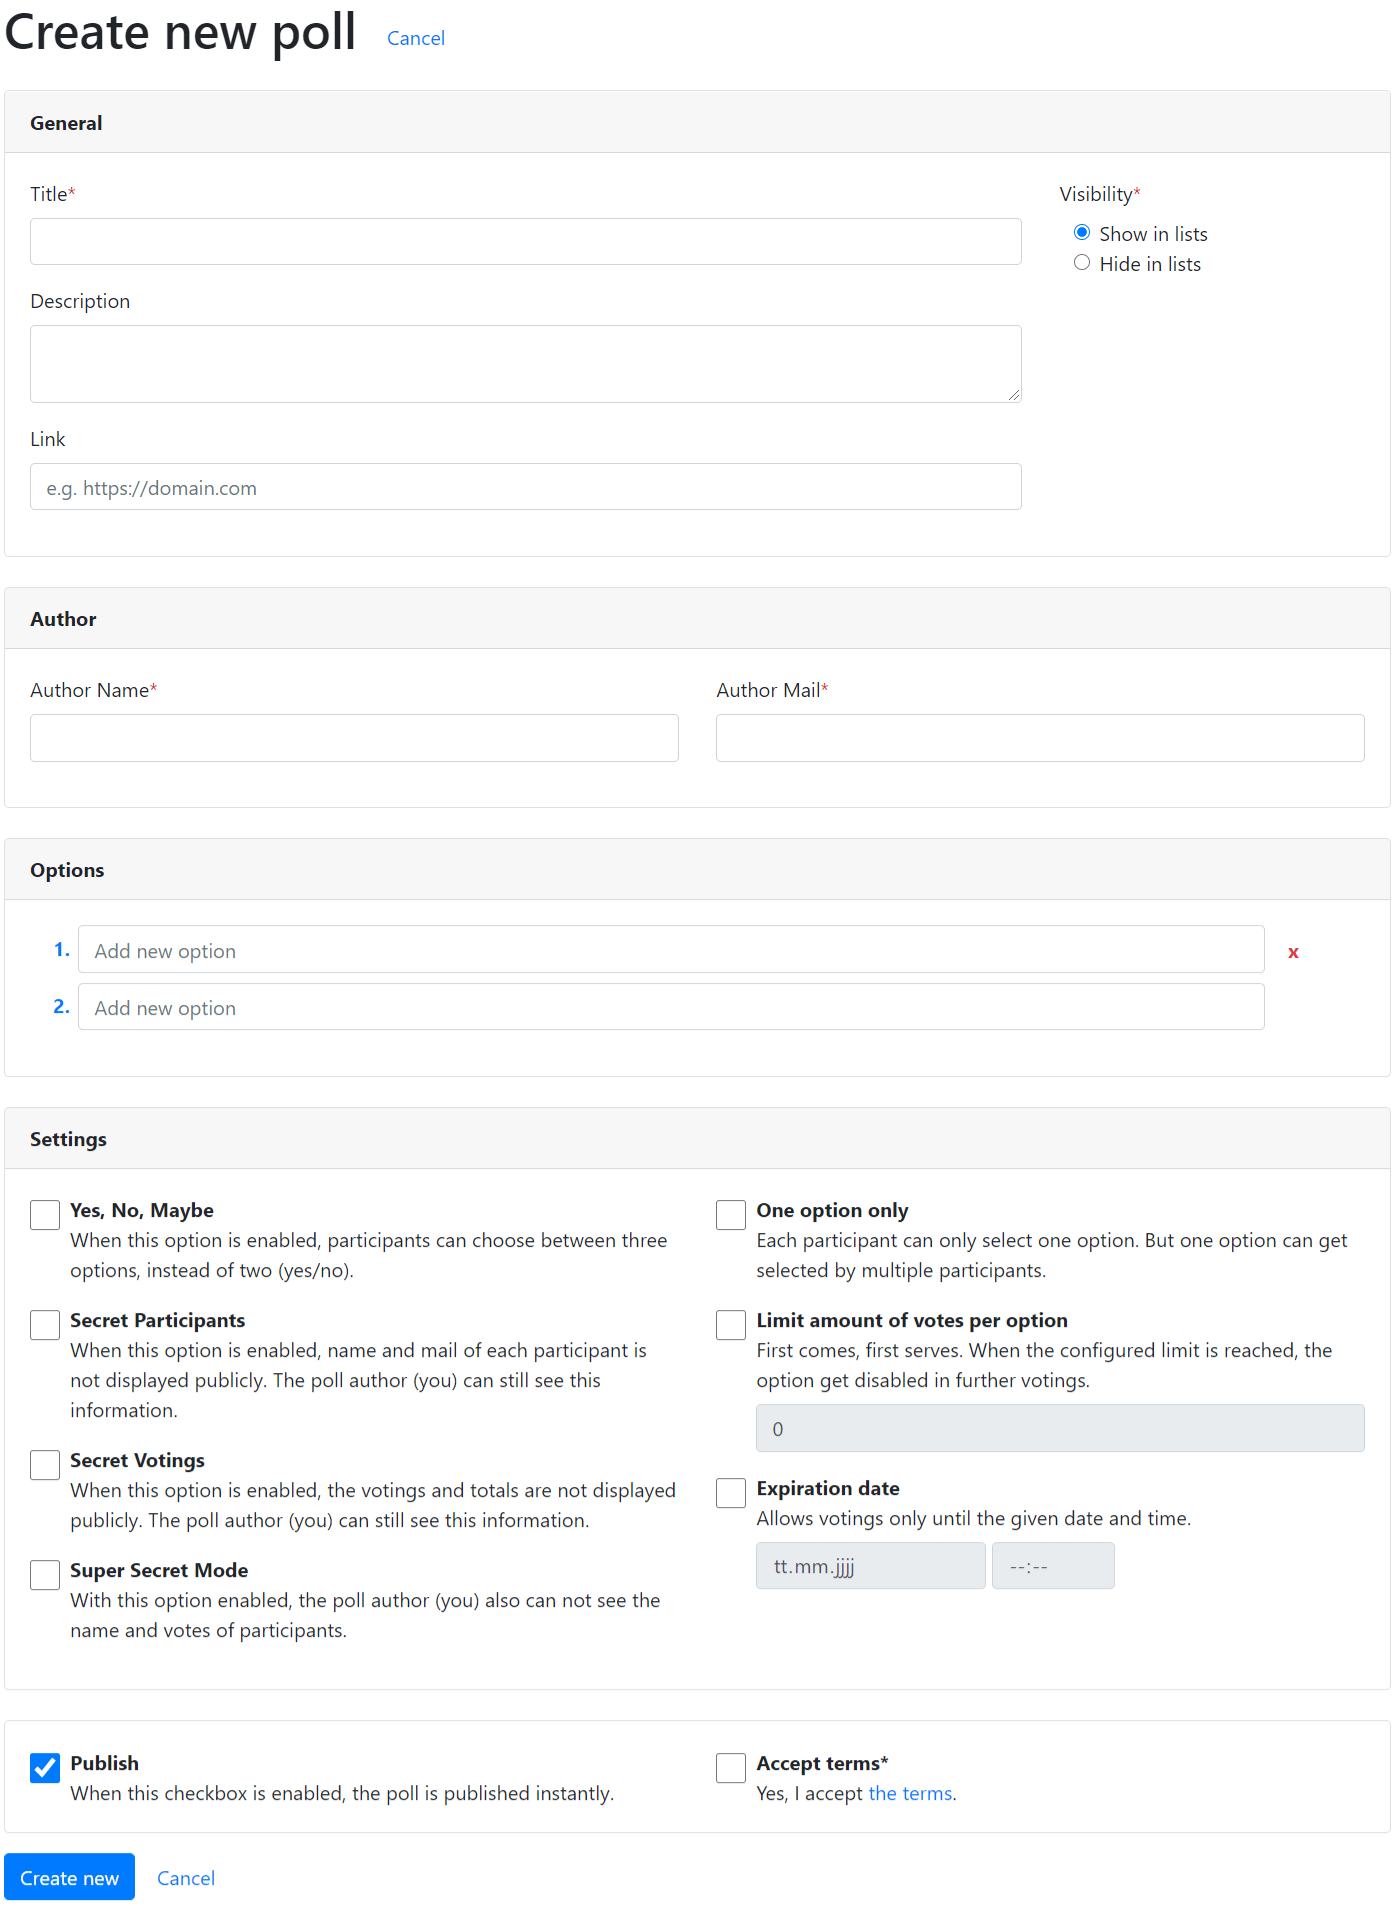 Create new poll Cancel
General
Title*
Visibility*
Show in lists
Hide in lists
Description
Link
e.g. https://domain.com
Author
Author Name*
Author Mail*
Options
1. Add new option x
2. Add new option
Settings
Yes, No, Maybe
When this option is enabled, participants can choose between three
options, instead of two (yes/no).
Secret Participants
When this option is enabled, name and mail of each participant is
not displayed publicly. The poll author (you) can still see this
information.
Secret Votings
When this option is enabled, the votings and totals are not displayed
publicly. The poll author (you) can still see this information.
Super Secret Mode
With this option enabled, the poll author (you) also can not see the
name and votes of participants.
One option only
Each participant can only select one option. But one option can get
selected by multiple participants.
Limit amount of votes per option
First comes, first serves. When the configured limit is reached, the
option get disabled in further votings.
0
Expiration date
Allows votings only until the given date and time.
tt.mm.jjjj --:--
Publish
When this checkbox is enabled, the poll is published instantly.
Accept terms*
Yes, I accept the terms.
Create new Cancel